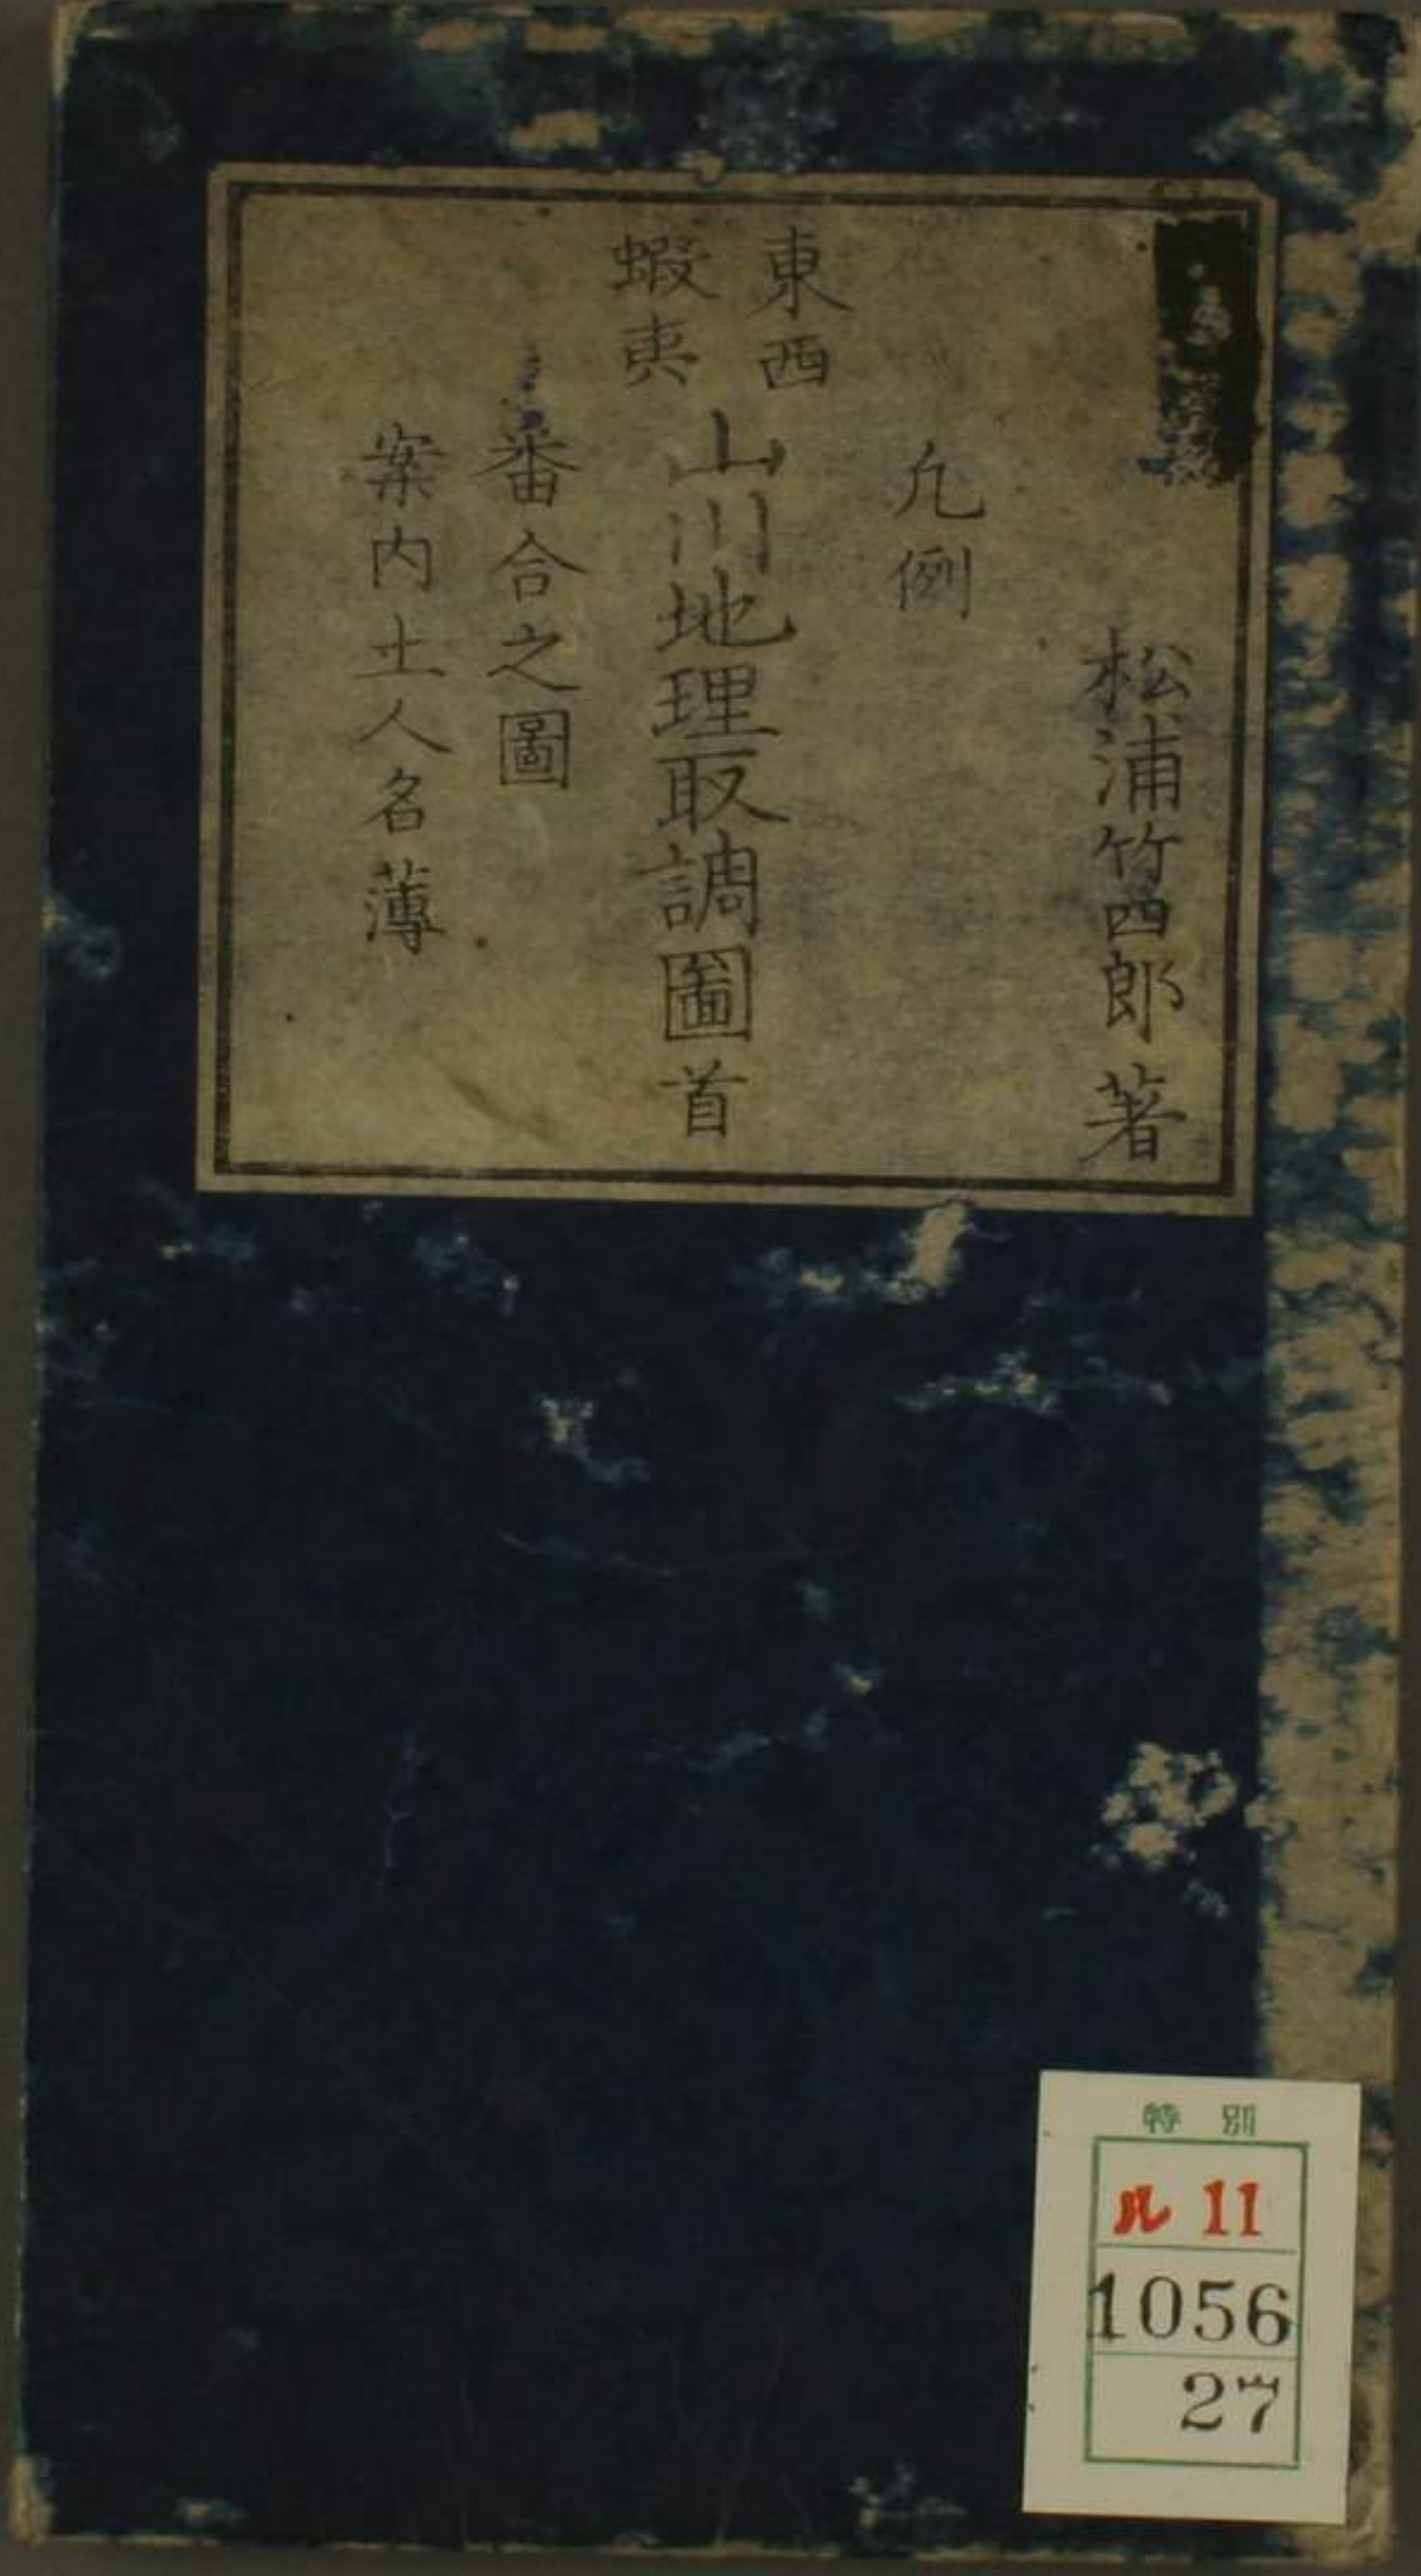 松浦竹四郎著
凢例
東西
蝦夷
山川地理取調圖首
番合之圖
案内土人名薄
特別
ル 11
1056
27